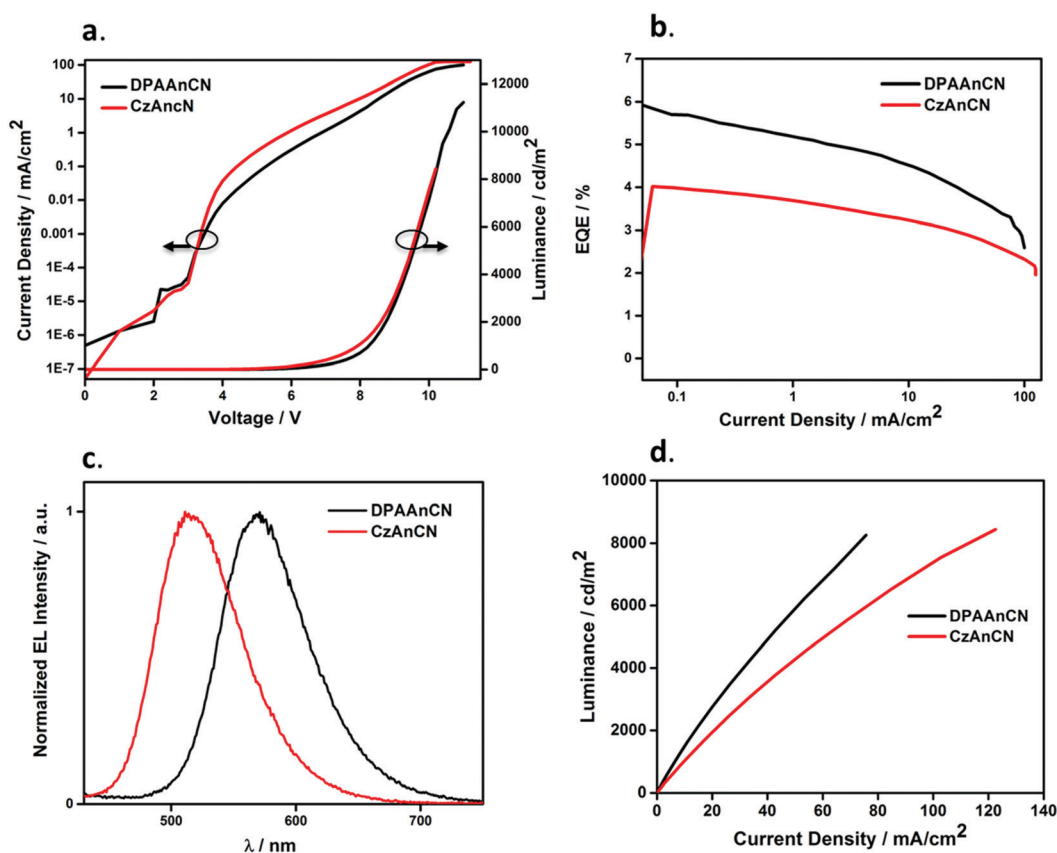 a.
DPAAnCN
CzAncN
100
10
1
0.1
0.01
0.001
1E-4
1E-5
1E-6
1E-7
Current Density / mA/cm²
12000
10000
8000
6000
4000
2000
0
Luminance / cd/m²
0 2 4 6 8 10
Voltage / V
b.
DPAAnCN
CzAnCN
7
6
5
4
3
2
1
0
EQE / %
0.1 1 10 100
Current Density / mA/cm²
c.
DPAAnCN
CzAnCN
1
0
Normalized EL Intensity / a.u.
500 600 700
λ / nm
d.
DPAAnCN
CzAnCN
10000
8000
6000
4000
2000
0
Luminance / cd/m²
0 20 40 60 80 100 120 140
Current Density / mA/cm²